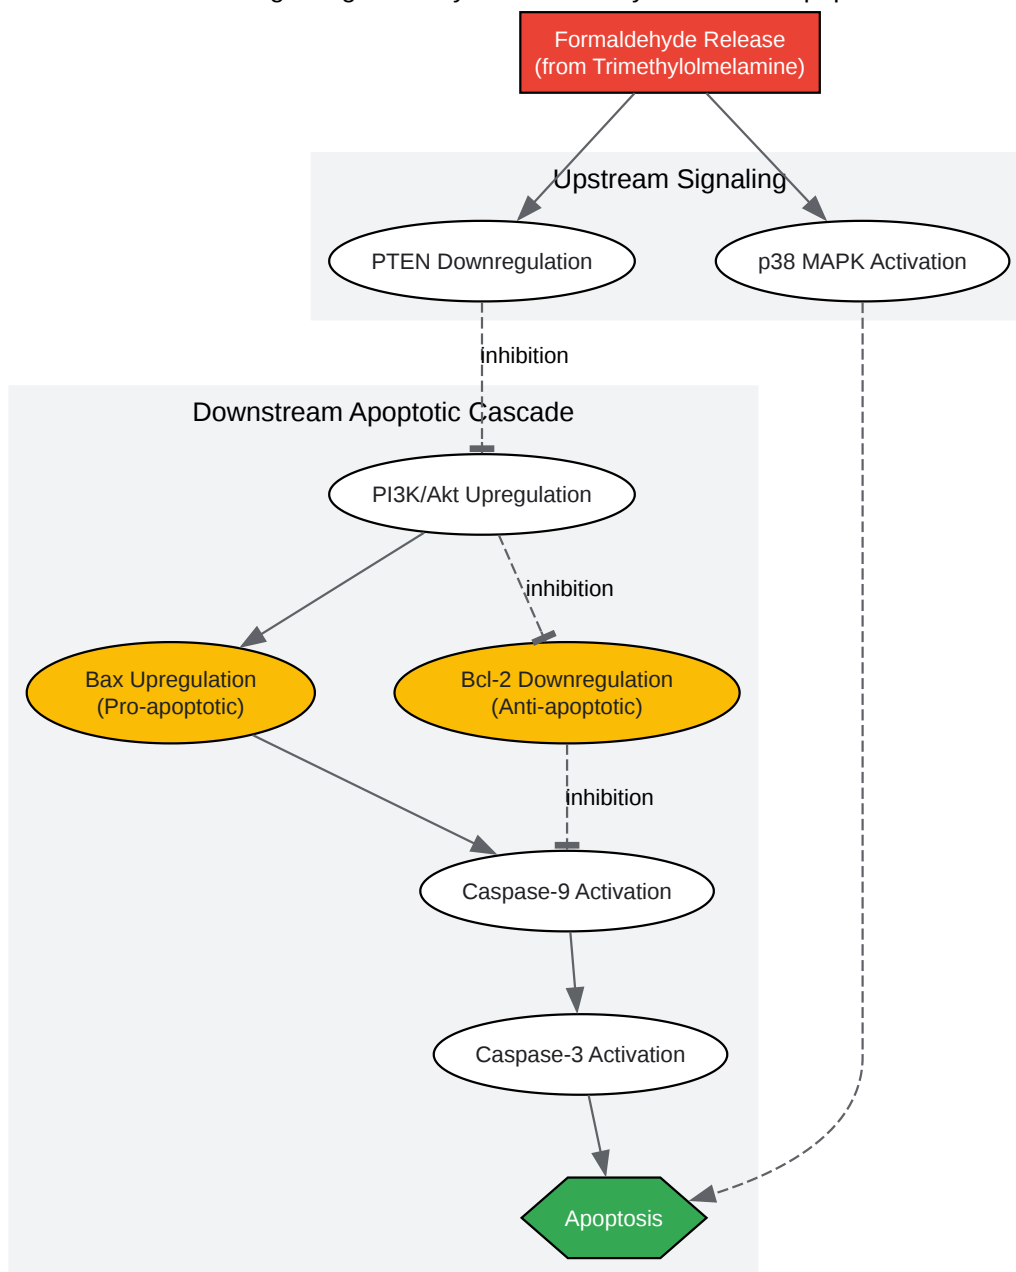 Formaldehyde Release
(from Trimethylolmelamine)
Upstream Signaling
PTEN Downregulation
p38 MAPK Activation
inhibition
Downstream Apoptotic Cascade
PI3K/Akt Upregulation
inhibition
Bax Upregulation
(Pro-apoptotic)
Bcl-2 Downregulation
(Anti-apoptotic)
inhibition
Caspase-9 Activation
Caspase-3 Activation
Apoptosis